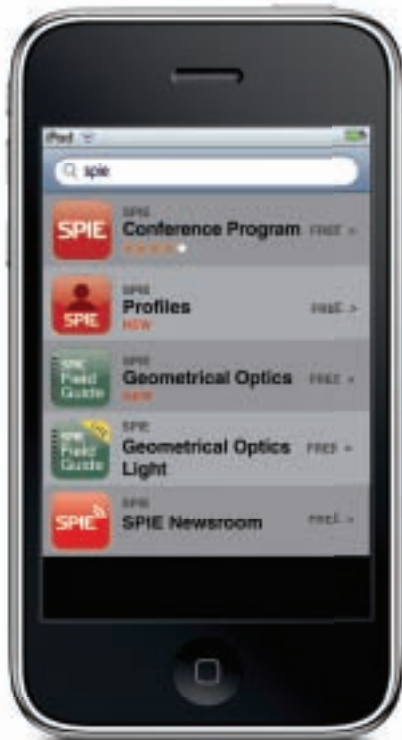 iPod
spie
SPIE
SPIE
Conference Program
FREE >
SPIE
SPIE
Profiles
NEW
FREE >
SPIE
Field
Guide
SPIE
Geometrical Optics
NEW
FREE >
SPIE
Field
Guide
SPIE
Geometrical Optics
Light
FREE >
SPIE
SPIE
SPIE Newsroom
FREE >